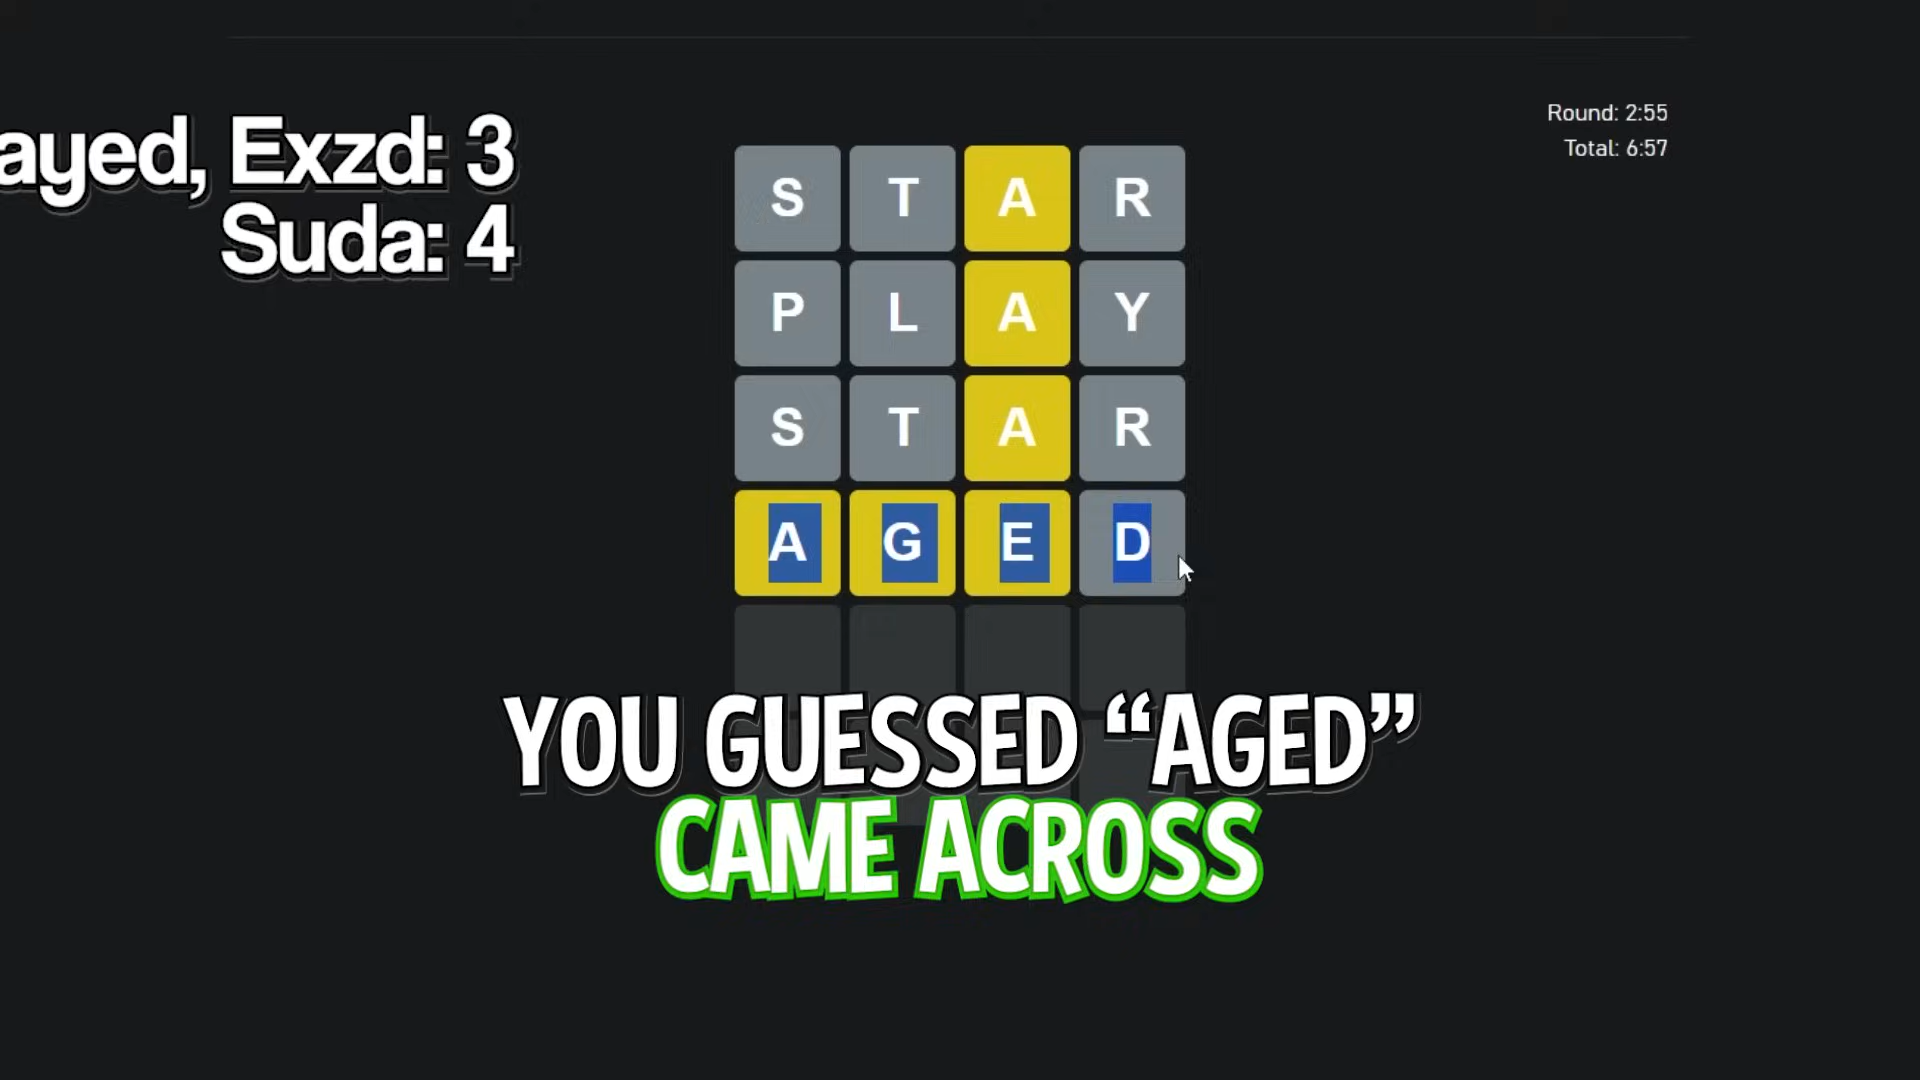 ayed, Exzd: 3
Suda: 4
Round: 2:55
Total: 6:57
S T A R
P L A Y
S T A R
A G E D
YOU GUESSED “AGED”
CAME ACROSS